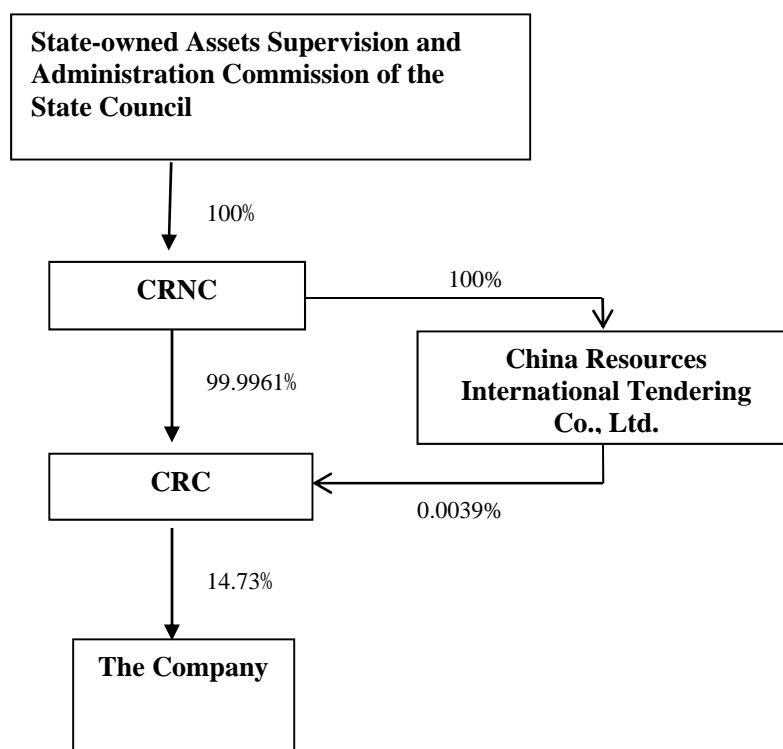 State-owned Assets Supervision and
Administration Commission of the
State Council
100%
CRNC
100%
China Resources
International Tendering
Co., Ltd.
99.9961%
CRC
0.0039%
14.73%
The Company